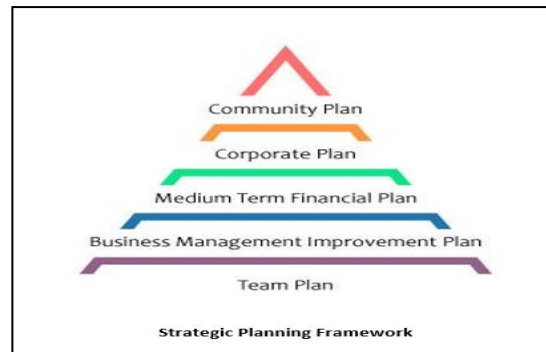 Community Plan
Corporate Plan
Medium Term Financial Plan
Business Management Improvement Plan
Team Plan
Strategic Planning Framework